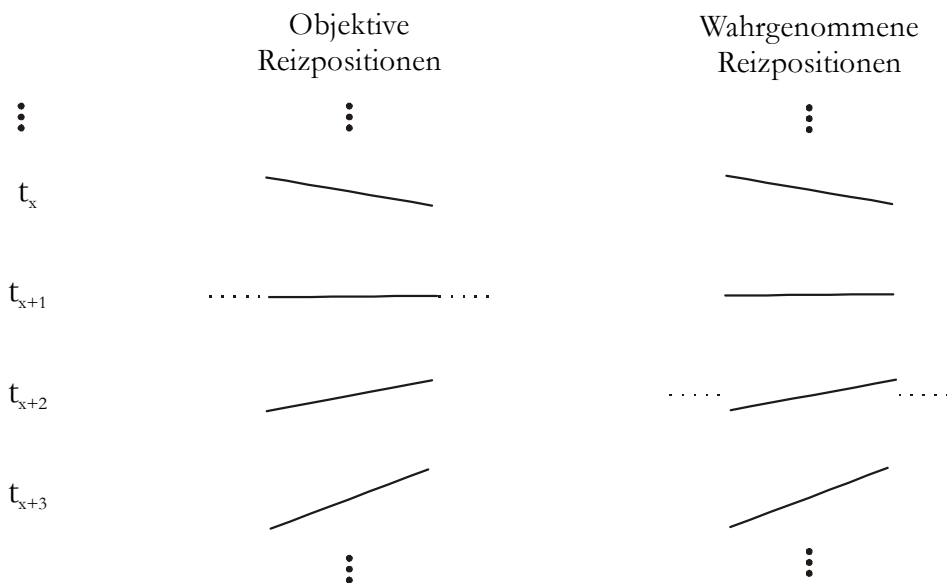 Objektive
Reizpositionen
Wahrgenommene
Reizpositionen
tx
tx+1
tx+2
tx+3